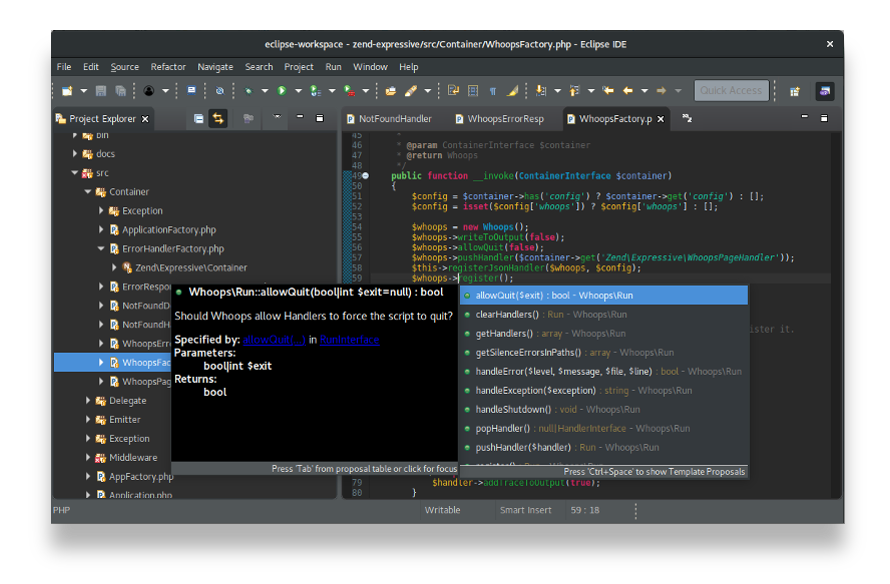 eclipse-workspace - zend-expressive/src/Container/WhoopsFactory.php - Eclipse IDE
File Edit Source Refactor Navigate Search Project Run Window Help
Quick Access
Project Explorer
NotFoundHandler
WhoopsErrorResp
WhoopsFactory.p
bin
docs
src
Container
Exception
ApplicationFactory.php
ErrorHandlerFactory.php
Zend\Expressive\Container
ErrorRespo
NotFoundD
NotFoundH
WhoopsErr
WhoopsFac
WhoopsPag
Delegate
Emitter
Exception
Middleware
AppFactory.php
Application.php
45 *
46 * @param ContainerInterface $container
47 * @return Whoops
48 */
49 public function __invoke(ContainerInterface $container)
50 {
51 $config = $container->has('config') ? $container->get('config') : [];
52 $config = isset($config['whoops']) ? $config['whoops'] : [];
53
54 $whoops = new Whoops();
55 $whoops->writeToOutput(false);
56 $whoops->allowQuit(false);
57 $whoops->pushHandler($container->get('Zend\Expressive\WhoopsPageHandler'));
58 $this->registerJsonHandler($whoops, $config);
59 $whoops->register();
Whoops\Run::allowQuit(bool|int $exit=null) : bool
Should Whoops allow Handlers to force the script to quit?
Specified by: allowQuit(...) in RunInterface
Parameters:
bool|int $exit
Returns:
bool
Press 'Tab' from proposal table or click for focus
allowQuit($exit) : bool - Whoops\Run
clearHandlers() : Run - Whoops\Run
getHandlers() : array - Whoops\Run
getSilenceErrorsInPaths() : array - Whoops\Run
handleError($level, $message, $file, $line) : bool - Whoops\Run
handleException($exception) : string - Whoops\Run
handleShutdown() : void - Whoops\Run
popHandler() : null|HandlerInterface - Whoops\Run
pushHandler($handler) : Run - Whoops\Run
Press 'Ctrl+Space' to show Template Proposals
ister it.
79 $handler->addTraceToOutput(true);
80 }
PHP
Writable
Smart Insert
59 : 18